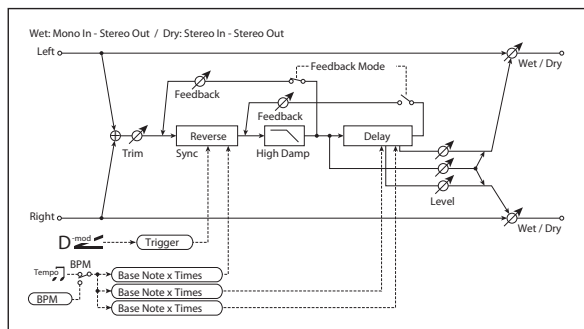 Wet: Mono In - Stereo Out / Dry: Stereo In - Stereo Out
Left
Wet / Dry
Feedback Mode
Feedback
Feedback
Reverse
Delay
Trim
Sync
High Damp
Level
Right
Wet / Dry
D-mod
Trigger
Tempo
BPM
Base Note x Times
BPM
Base Note x Times
Base Note x Times